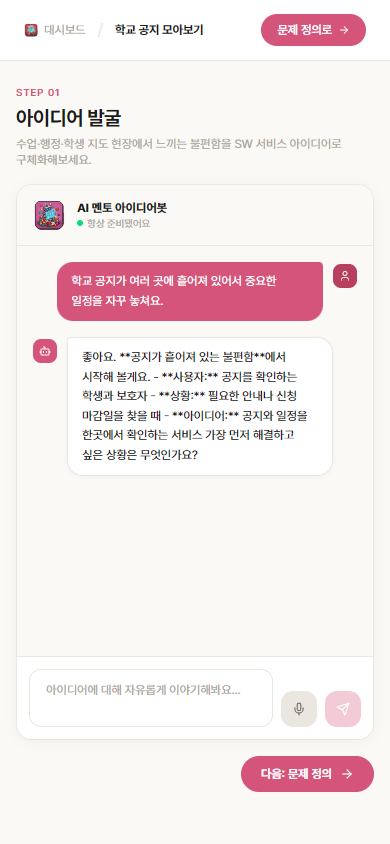 대시보드 / 학교 공지 모아보기
문제 정의로 →
STEP 01
아이디어 발굴
수업·행정·학생 지도 현장에서 느끼는 불편함을 SW 서비스 아이디어로
구체화해보세요.
AI 멘토 아이디어봇
항상 준비됐어요
학교 공지가 여러 곳에 흩어져 있어서 중요한
일정을 자꾸 놓쳐요.
좋아요. **공지가 흩어져 있는 불편함**에서
시작해 볼게요. - **사용자:** 공지를 확인하는
학생과 보호자 - **상황:** 필요한 안내나 신청
마감일을 찾을 때 - **아이디어:** 공지와 일정을
한곳에서 확인하는 서비스 가장 먼저 해결하고
싶은 상황은 무엇인가요?
아이디어에 대해 자유롭게 이야기해봐요...
다음: 문제 정의 →